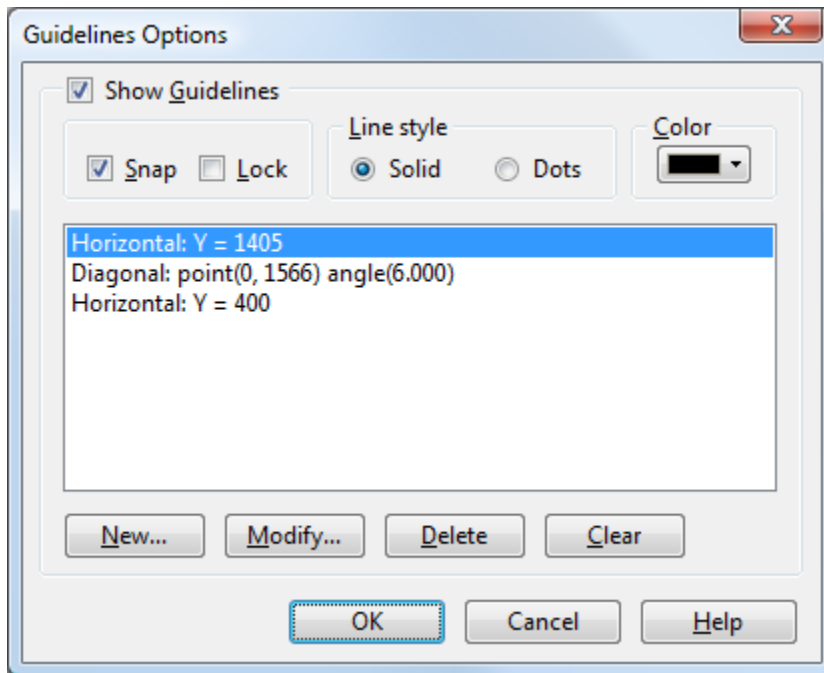 Guidelines Options
Show Guidelines
Line style
Color
Snap
Lock
Solid
Dots
Horizontal: Y = 1405
Diagonal: point(0, 1566) angle(6.000)
Horizontal: Y = 400
New...
Modify...
Delete
Clear
OK
Cancel
Help